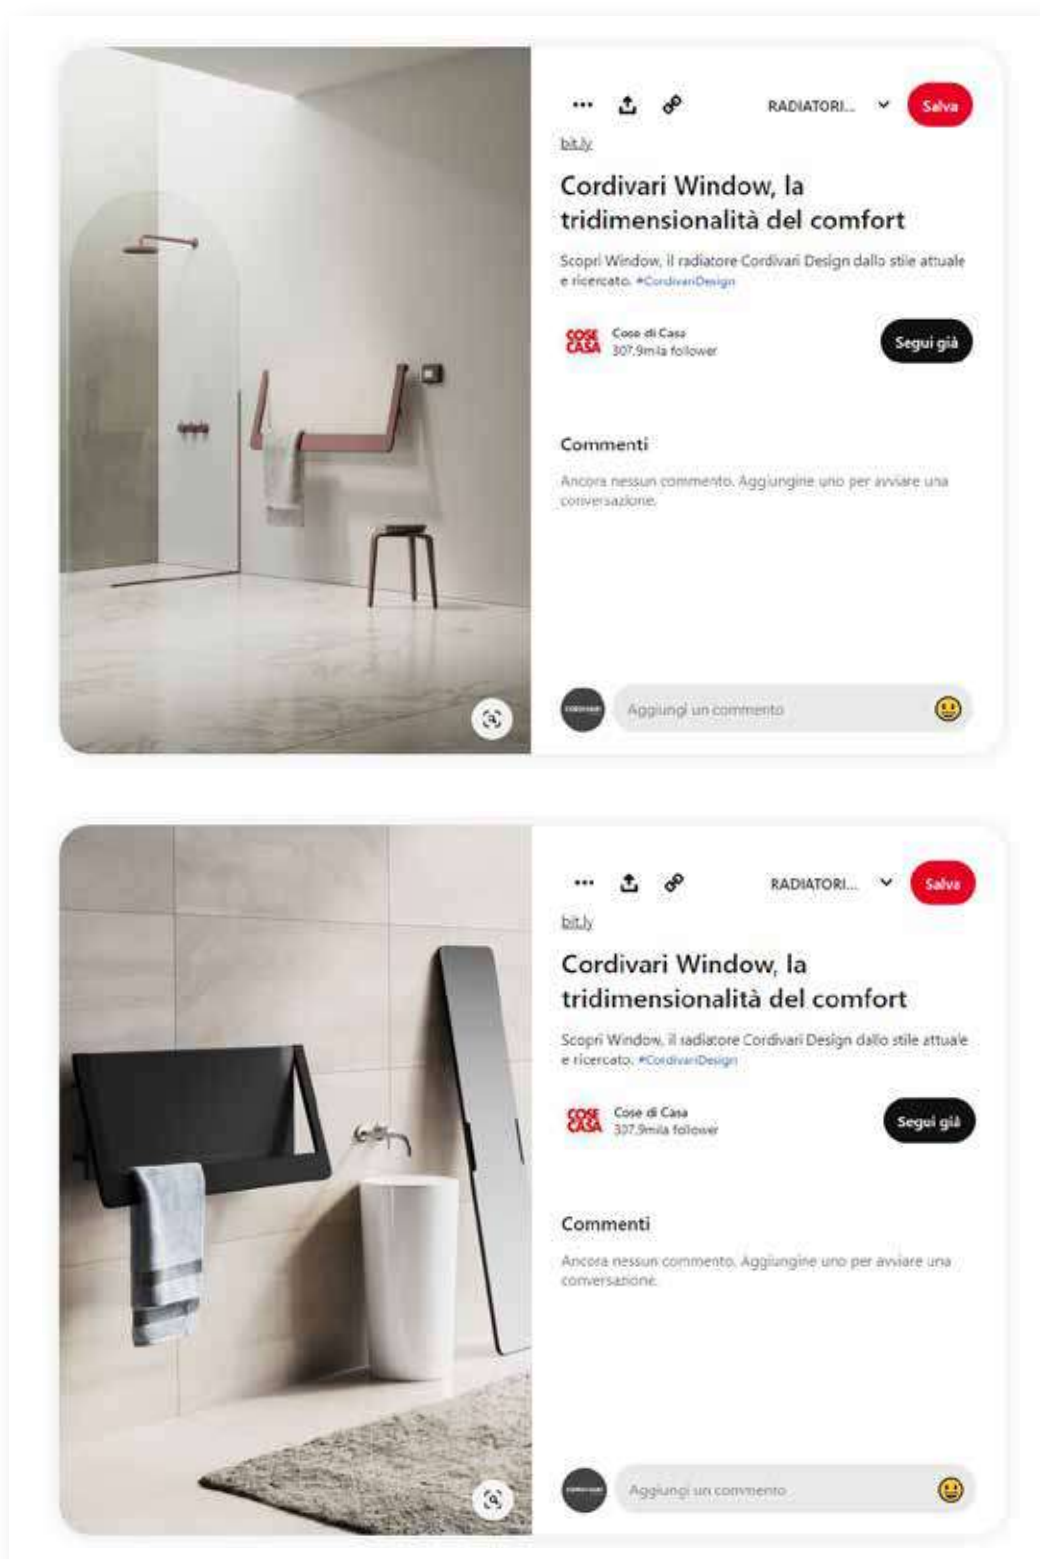 RADIATORI...
Salva
bit.ly
Cordivari Window, la
tridimensionalità del comfort
Scopri Window, il radiatore Cordivari Design dallo stile attuale
e ricercato. #CordivariDesign
COSE
CASA
Cose di Casa
307.9mila follower
Segui già
Commenti
Ancora nessun commento. Aggiungine uno per avviare una
conversazione.
Aggiungi un commento
RADIATORI...
Salva
bit.ly
Cordivari Window, la
tridimensionalità del comfort
Scopri Window, il radiatore Cordivari Design dallo stile attuale
e ricercato. #CordivariDesign
COSE
CASA
Cose di Casa
307.9mila follower
Segui già
Commenti
Ancora nessun commento. Aggiungine uno per avviare una
conversazione.
Aggiungi un commento